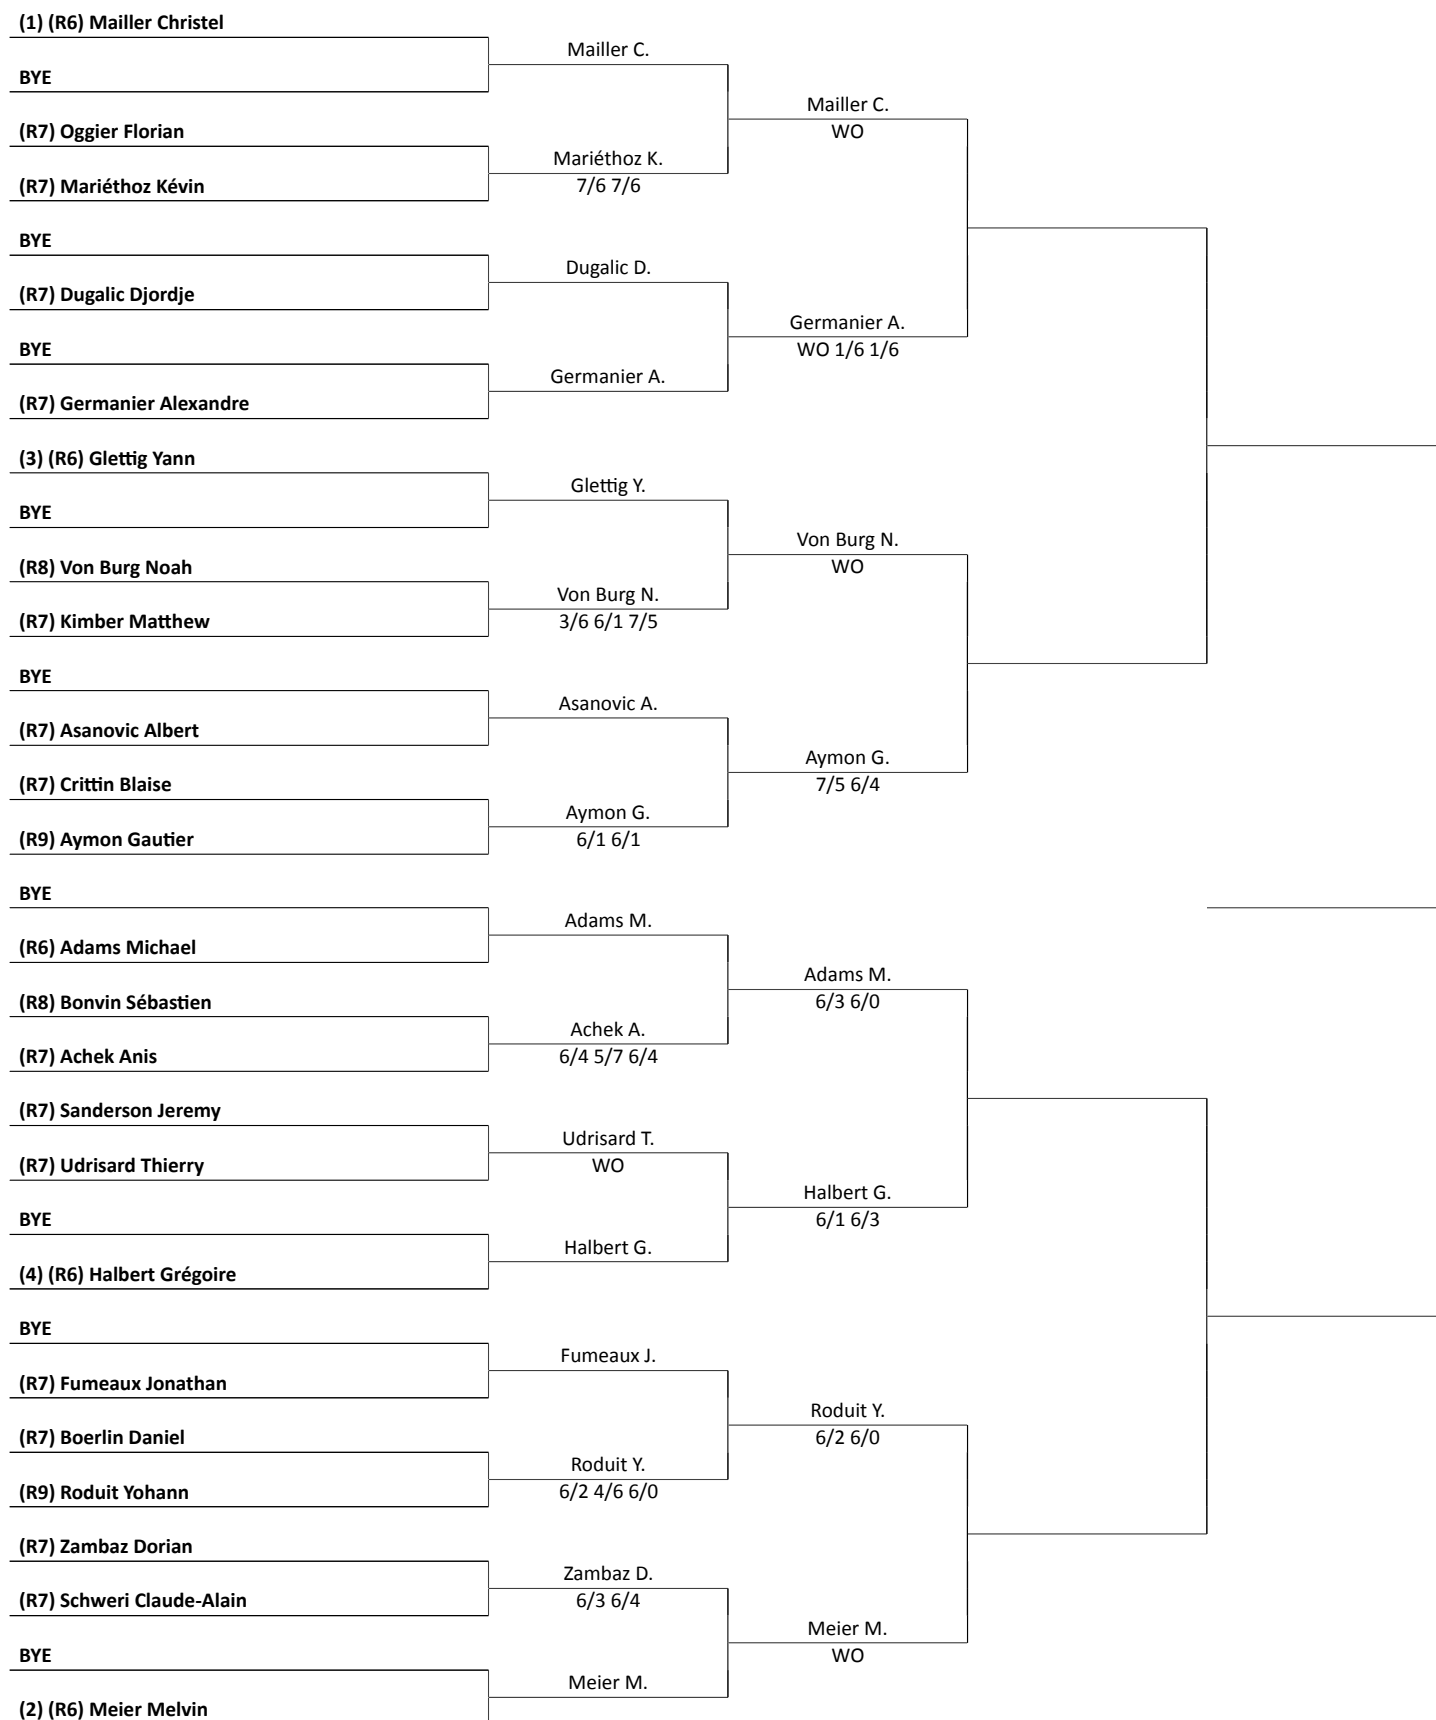 (1) (R6) Mailler Christel
Mailler C.
BYE
Mailler C.
WO
(R7) Oggier Florian
Mariéthoz K.
7/6 7/6
(R7) Mariéthoz Kévin
BYE
Dugalic D.
(R7) Dugalic Djordje
Germanier A.
WO 1/6 1/6
BYE
Germanier A.
(R7) Germanier Alexandre
(3) (R6) Glettig Yann
Glettig Y.
BYE
Von Burg N.
WO
(R8) Von Burg Noah
Von Burg N.
3/6 6/1 7/5
(R7) Kimber Matthew
BYE
Asanovic A.
(R7) Asanovic Albert
Aymon G.
7/5 6/4
(R7) Crittin Blaise
Aymon G.
6/1 6/1
(R9) Aymon Gautier
BYE
Adams M.
(R6) Adams Michael
Adams M.
6/3 6/0
(R8) Bonvin Sébastien
Achek A.
6/4 5/7 6/4
(R7) Achek Anis
(R7) Sanderson Jeremy
Udrisard T.
WO
(R7) Udrisard Thierry
Halbert G.
6/1 6/3
BYE
Halbert G.
(4) (R6) Halbert Grégoire
BYE
Fumeaux J.
(R7) Fumeaux Jonathan
Roduit Y.
6/2 6/0
(R7) Boerlin Daniel
Roduit Y.
6/2 4/6 6/0
(R9) Roduit Yohann
(R7) Zambaz Dorian
Zambaz D.
6/3 6/4
(R7) Schweri Claude-Alain
Meier M.
WO
BYE
Meier M.
(2) (R6) Meier Melvin